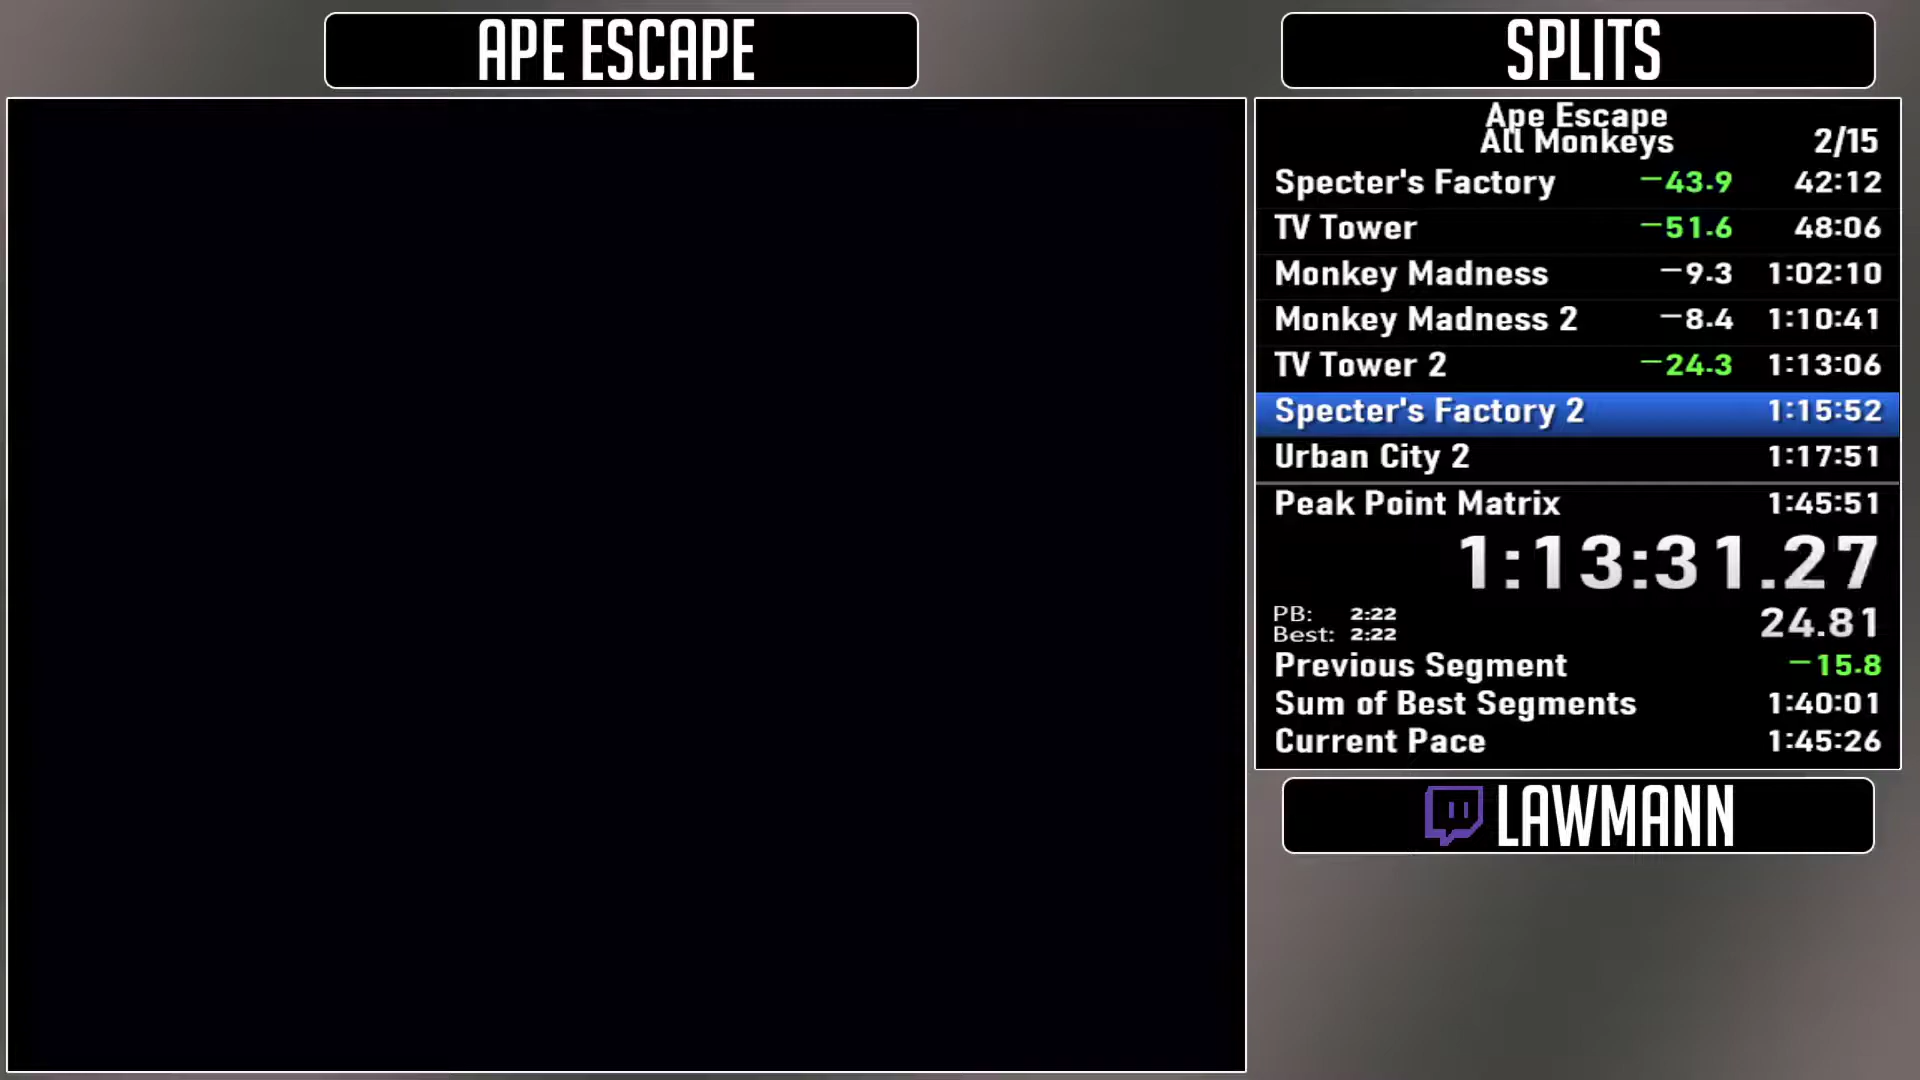 APE ESCAPE
SPLITS
Ape Escape
All Monkeys 2/15
Specter's Factory −43.9 42:12
TV Tower −51.6 48:06
Monkey Madness −9.3 1:02:10
Monkey Madness 2 −8.4 1:10:41
TV Tower 2 −24.3 1:13:06
Specter's Factory 2 1:15:52
Urban City 2 1:17:51
Peak Point Matrix 1:45:51
1:13:31.27
PB: 2:22 24.81
Best: 2:22
Previous Segment −15.8
Sum of Best Segments 1:40:01
Current Pace 1:45:26
LAWMANN